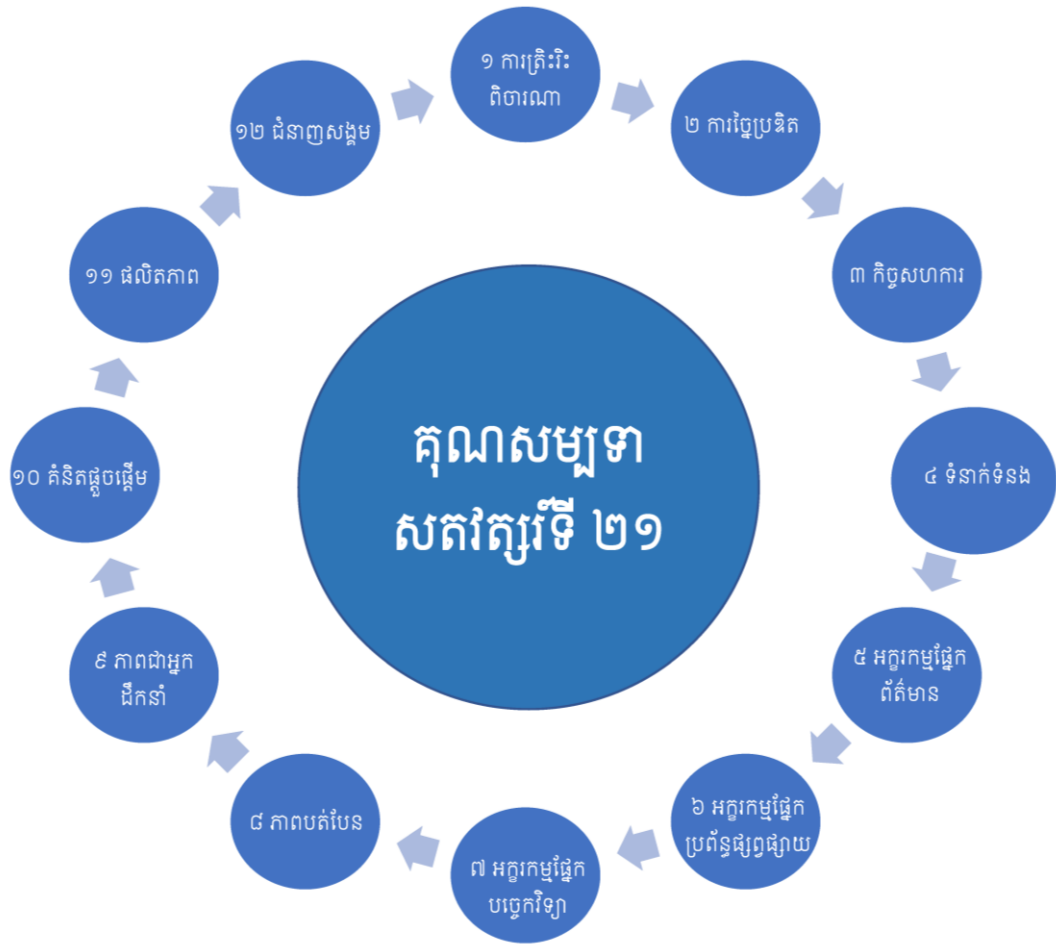 គុណសម្បទា
សតវត្សរ៍ទី ២១
១ ការត្រិះរិះ
ពិចារណា
២ ការច្នៃប្រឌិត
៣ កិច្ចសហការ
៤ ទំនាក់ទំនង
៥ អក្ខរកម្មផ្នែក
ព័ត៌មាន
៦ អក្ខរកម្មផ្នែក
ប្រព័ន្ធផ្សព្វផ្សាយ
៧ អក្ខរកម្មផ្នែក
បច្ចេកវិទ្យា
៨ ភាពបត់បែន
៩ ភាពជាអ្នក
ដឹកនាំ
១០ គំនិតផ្តួចផ្តើម
១១ ផលិតភាព
១២ ជំនាញសង្គម